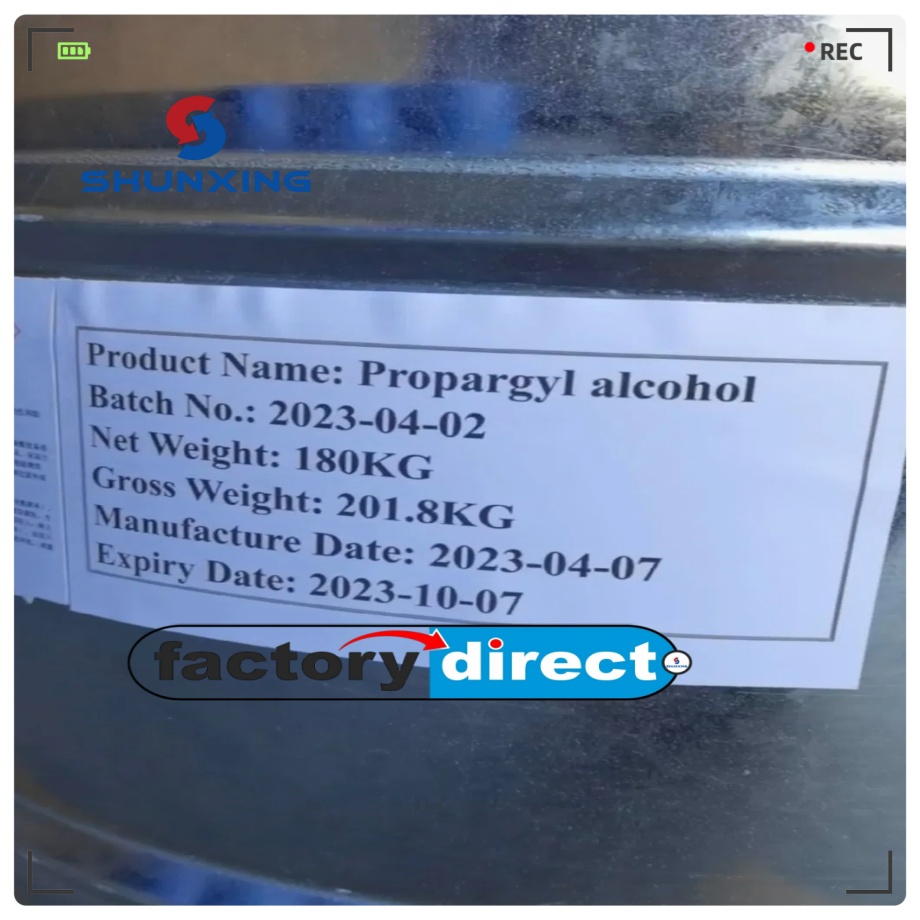 REC
SHUNXING
Product Name: Propargyl alcohol
Batch No.: 2023-04-02
Net Weight: 180KG
Gross Weight: 201.8KG
Manufacture Date: 2023-04-07
Expiry Date: 2023-10-07
factory direct